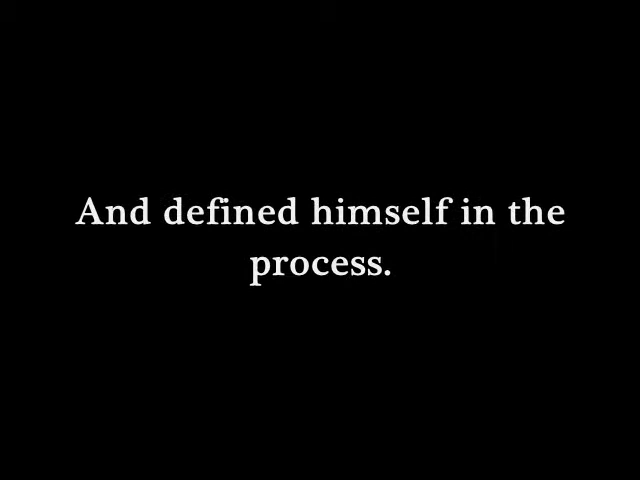 And defined himself in the
process.